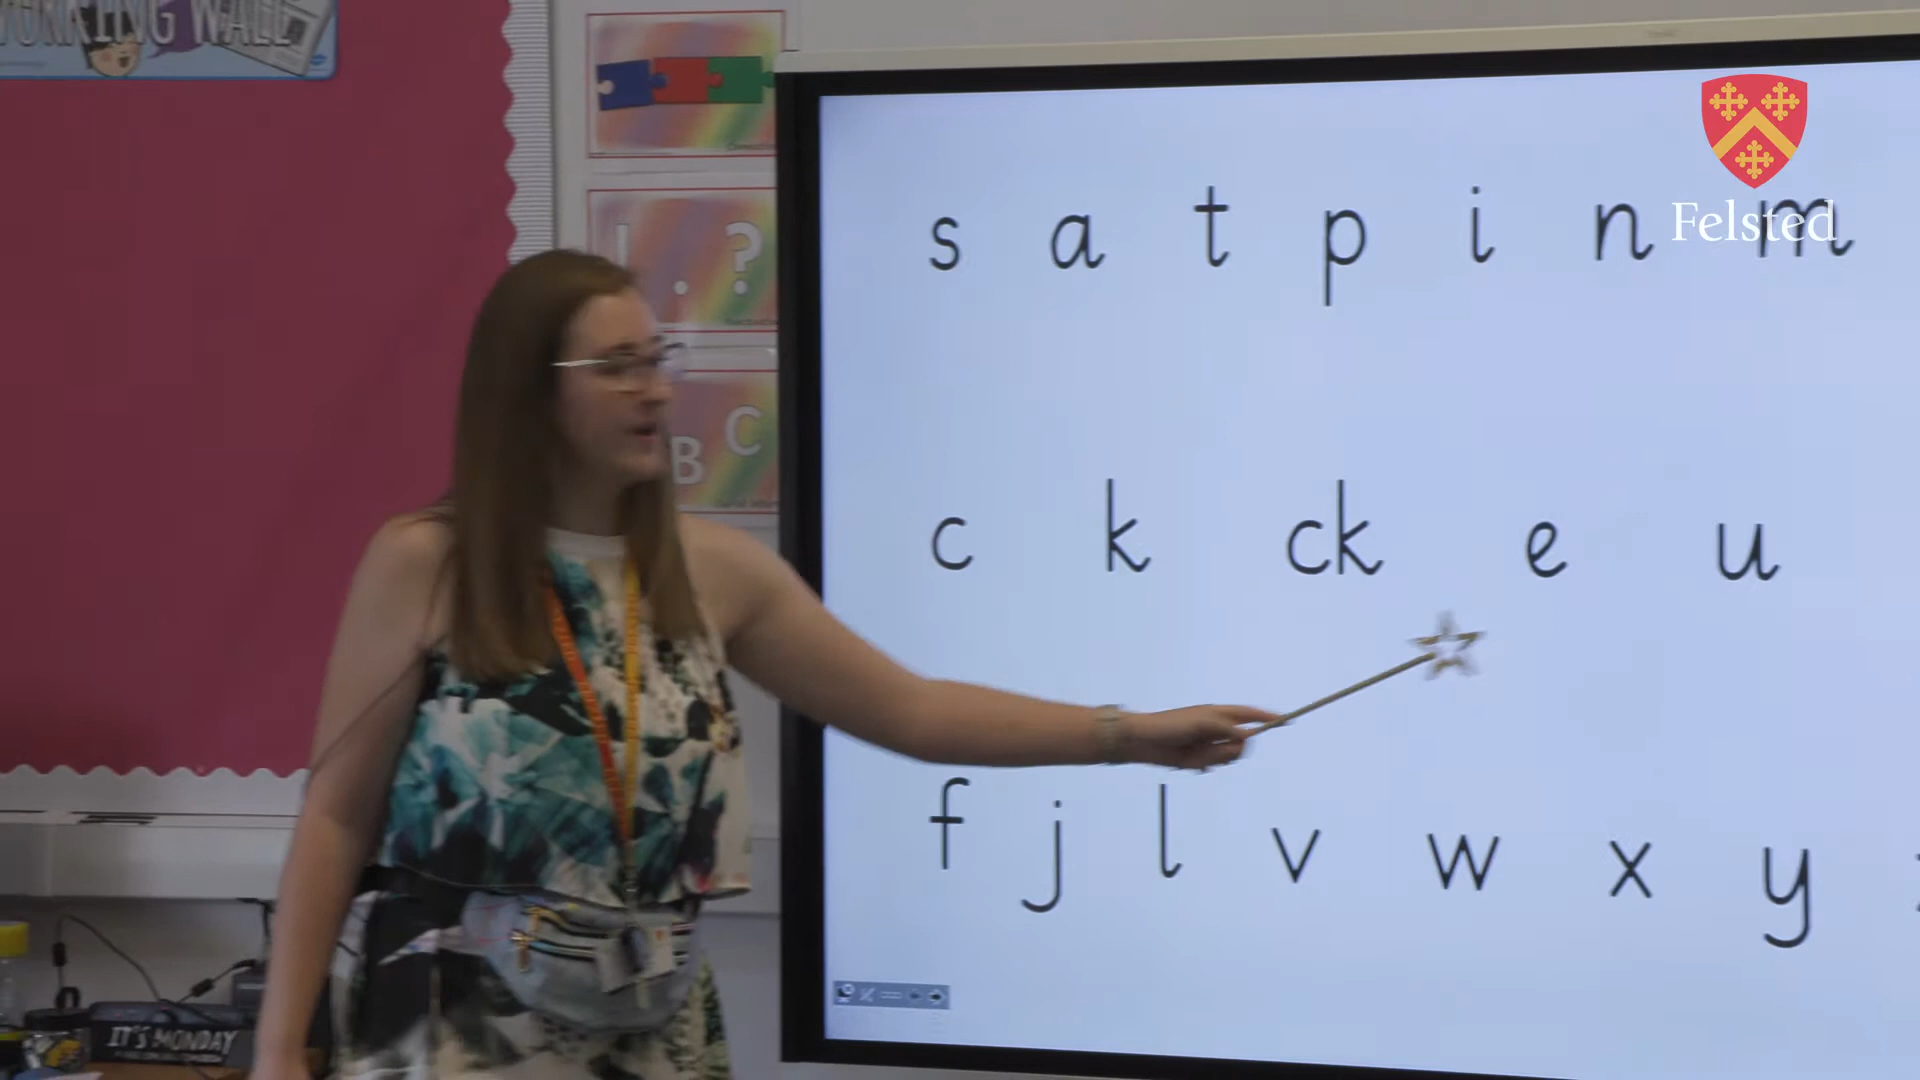 WORKING WALL
! . ?
B C
s a t p i n m
Felsted
c k ck e u
f j l v w x y
IT'S MONDAY